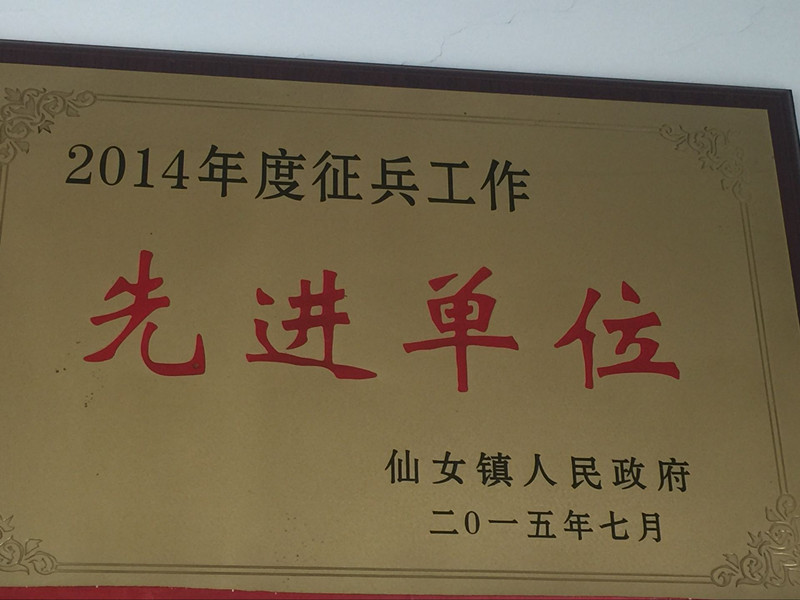 2014年度征兵工作
先进单位
仙女镇人民政府
二0一五年七月